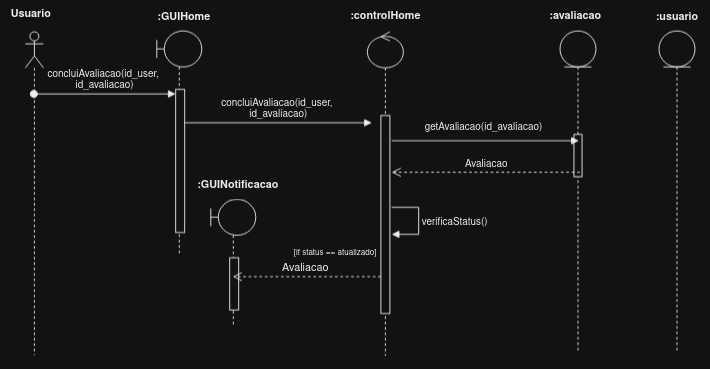 Usuario
:GUIHome
:controlHome
:avaliacao
:usuario
concluiAvaliacao(id_user,
id_avaliacao)
concluiAvaliacao(id_user,
id_avaliacao)
getAvaliacao(id_avaliacao)
Avaliacao
:GUINotificacao
verificaStatus()
[if status == atualizado]
Avaliacao